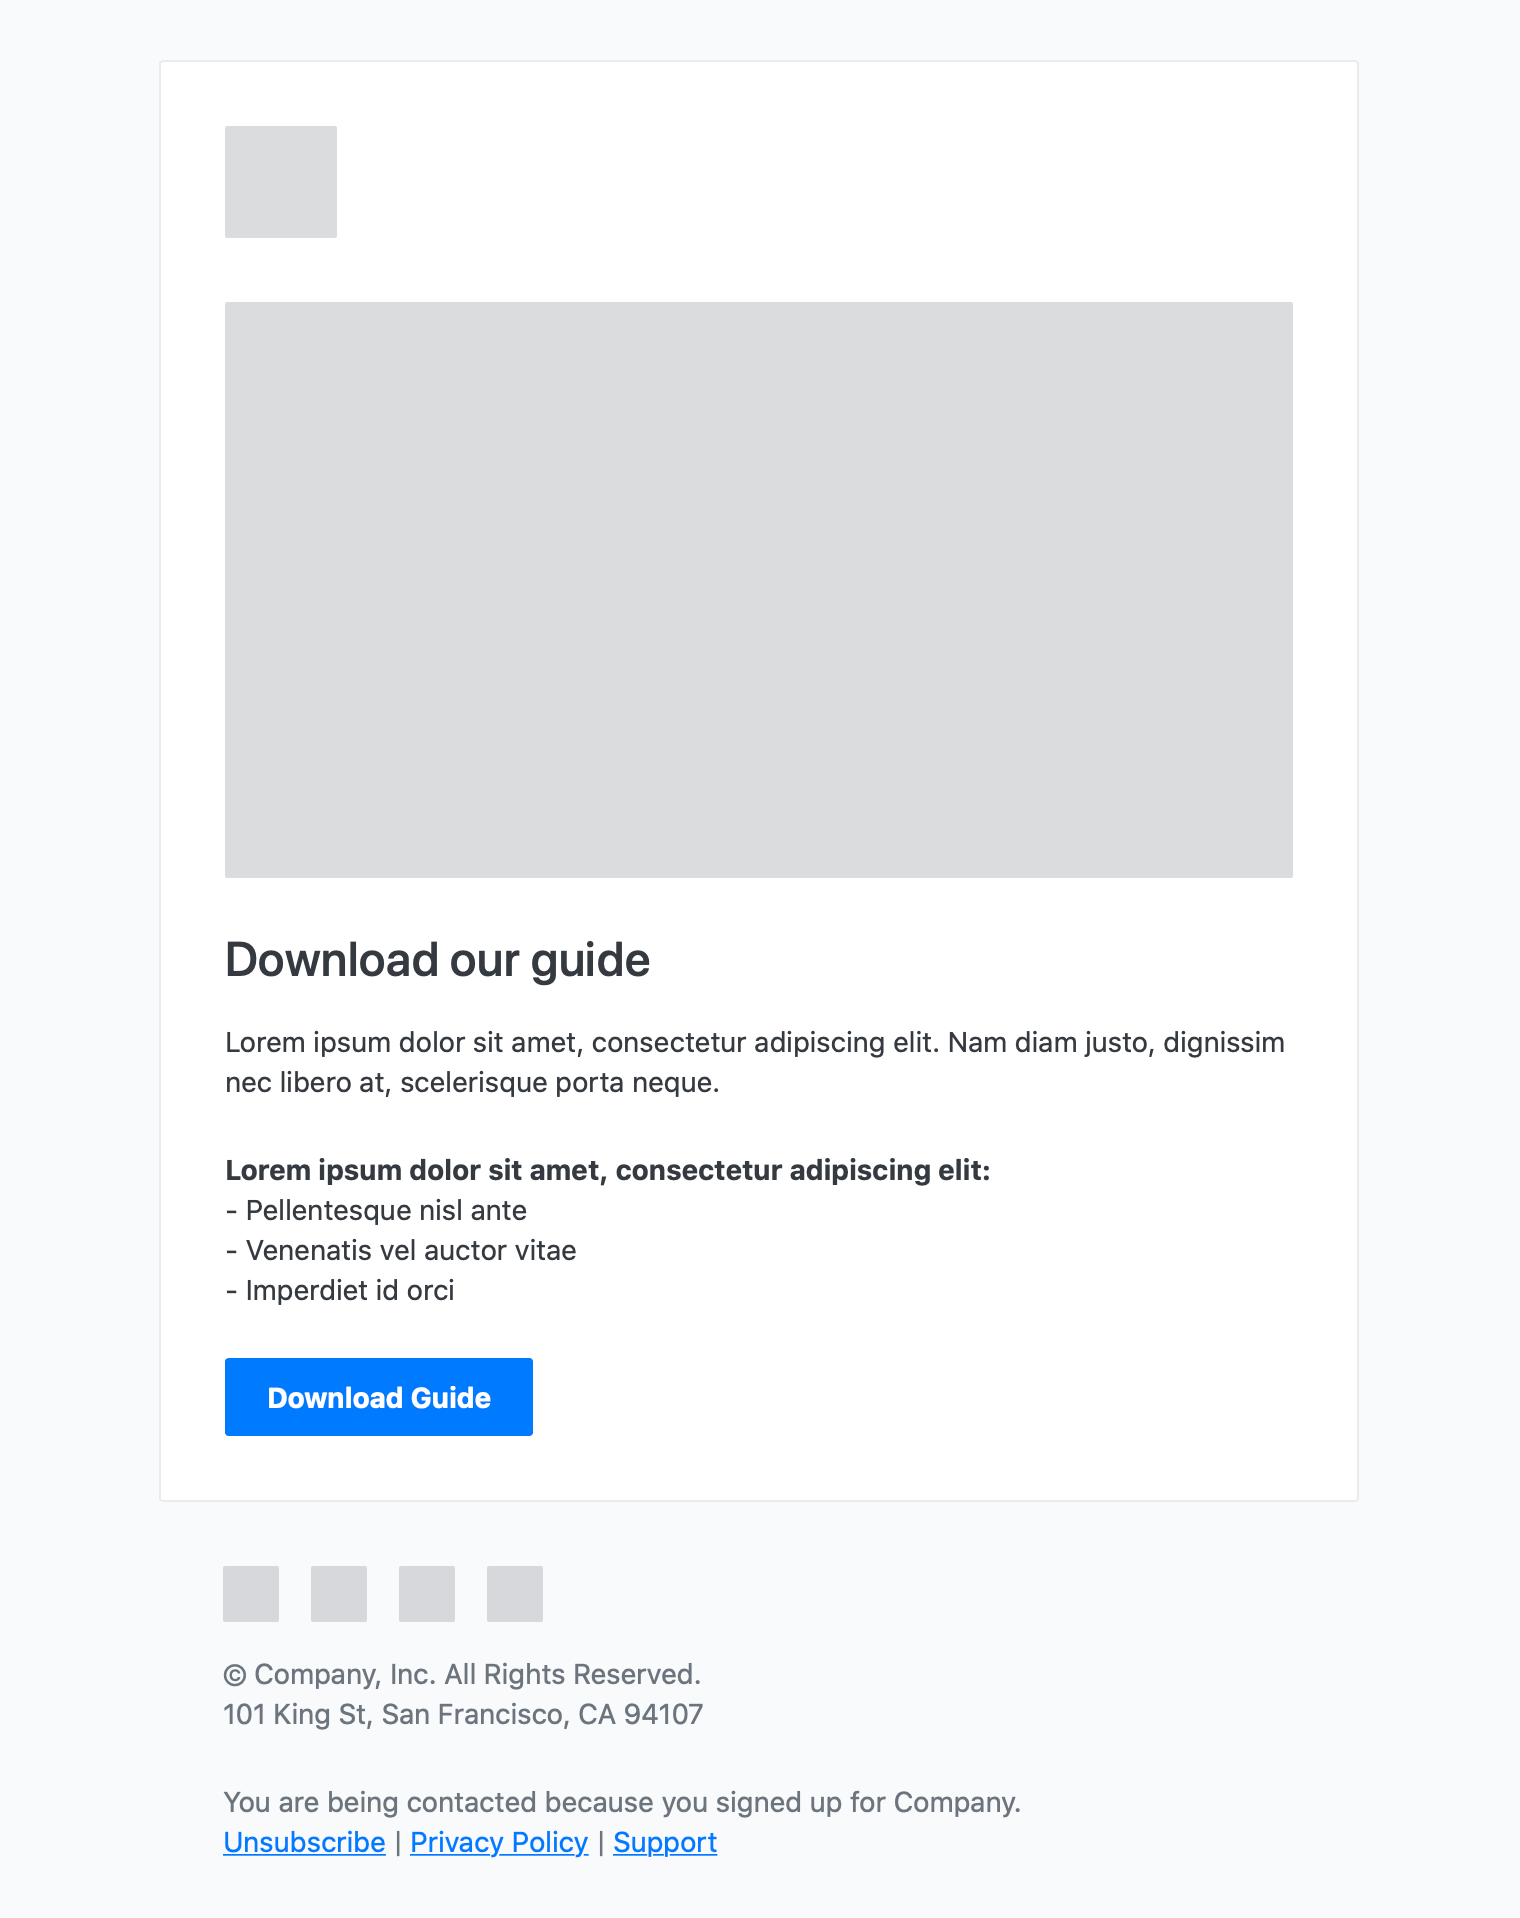 Download our guide
Lorem ipsum dolor sit amet, consectetur adipiscing elit. Nam diam justo, dignissim
nec libero at, scelerisque porta neque.
Lorem ipsum dolor sit amet, consectetur adipiscing elit:
- Pellentesque nisl ante
- Venenatis vel auctor vitae
- Imperdiet id orci
Download Guide
© Company, Inc. All Rights Reserved.
101 King St, San Francisco, CA 94107
You are being contacted because you signed up for Company.
Unsubscribe | Privacy Policy | Support